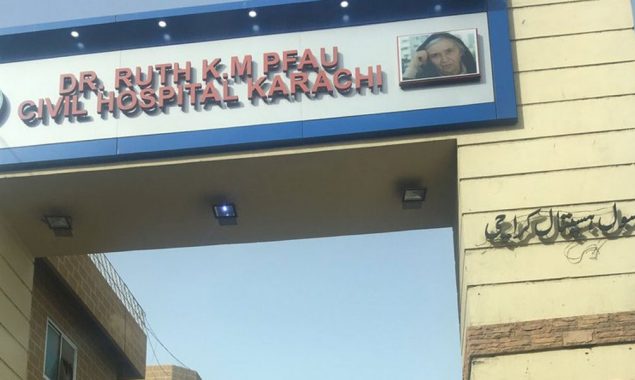 DR. RUTH K.M PFAU
CIVIL HOSPITAL KARACHI
سول ہسپتال کراچی